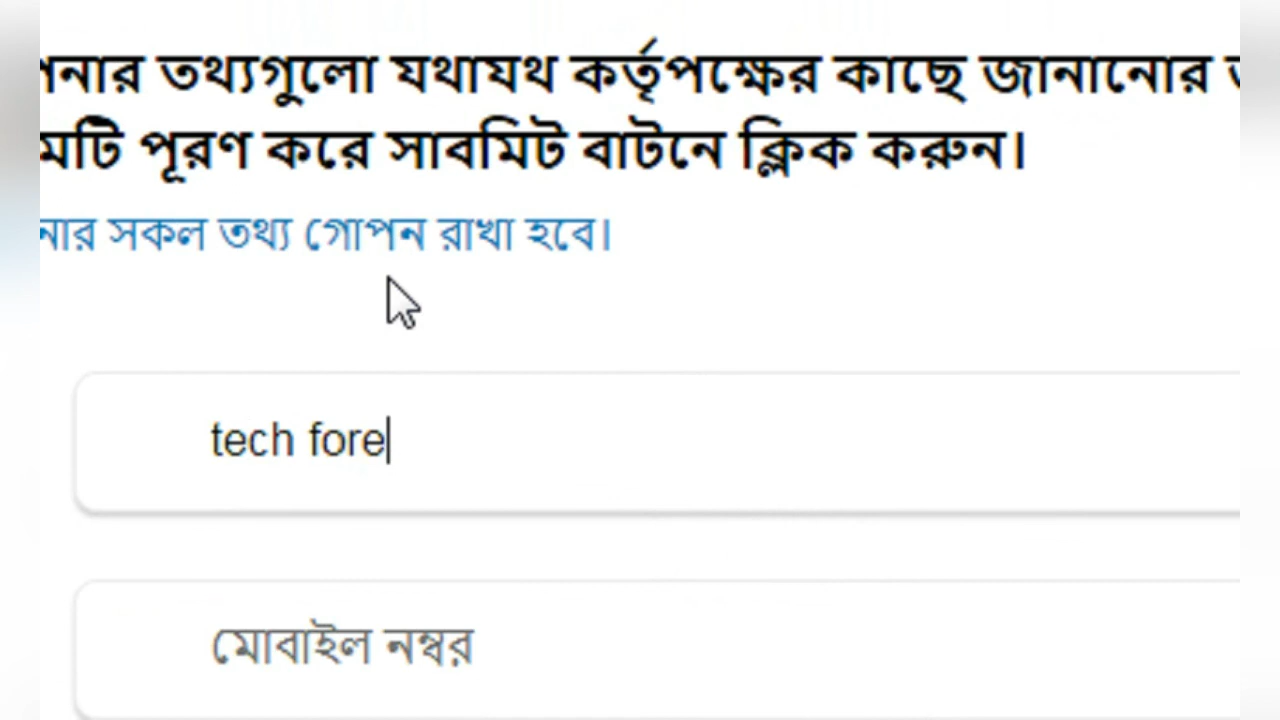 তথ্যগুলো যথাযথ কর্তৃপক্ষের কাছে জানানোর
পূরণ করে সাবমিট বাটনে ক্লিক করুন।
সকল তথ্য গোপন রাখা হবে।
tech fore
মোবাইল নম্বর